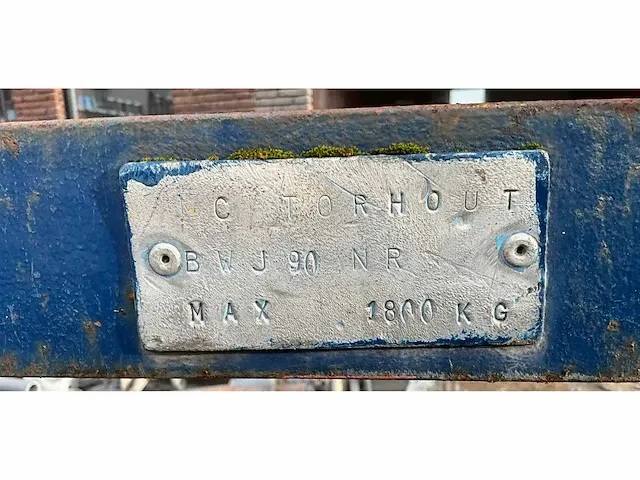 C TORHOUT
BWJ 90 NR
MAX 1800 KG